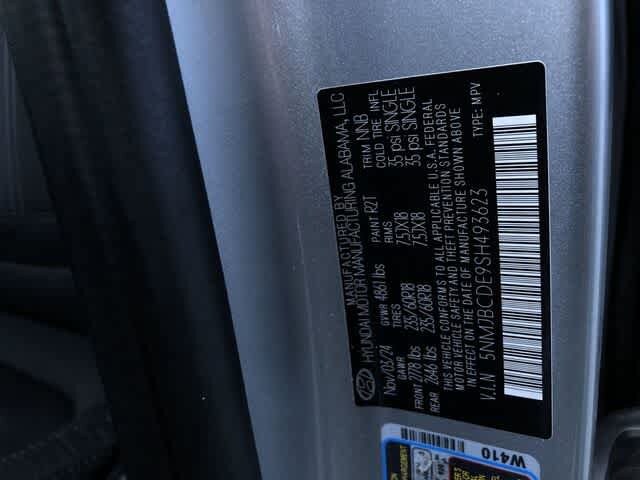 MANUFACTURED BY
HYUNDAI MOTOR MANUFACTURING ALABAMA, LLC
Nov/05/24 GVWR 4861 lbs PAINT R2T TRIM NNB
GAWR TIRES RIMS COLD TIRE INFL
FRONT 2778 lbs 235/60R18 7.5JX18 35 psi SINGLE
REAR 2646 lbs 235/60R18 7.5JX18 35 psi SINGLE
THIS VEHICLE CONFORMS TO ALL APPLICABLE U.S.A. FEDERAL
MOTOR VEHICLE SAFETY AND THEFT PREVENTION STANDARDS
IN EFFECT ON THE DATE OF MANUFACTURE SHOWN ABOVE
V.I.N 5NMJBCDE9SH493623 TYPE: MPV
W410